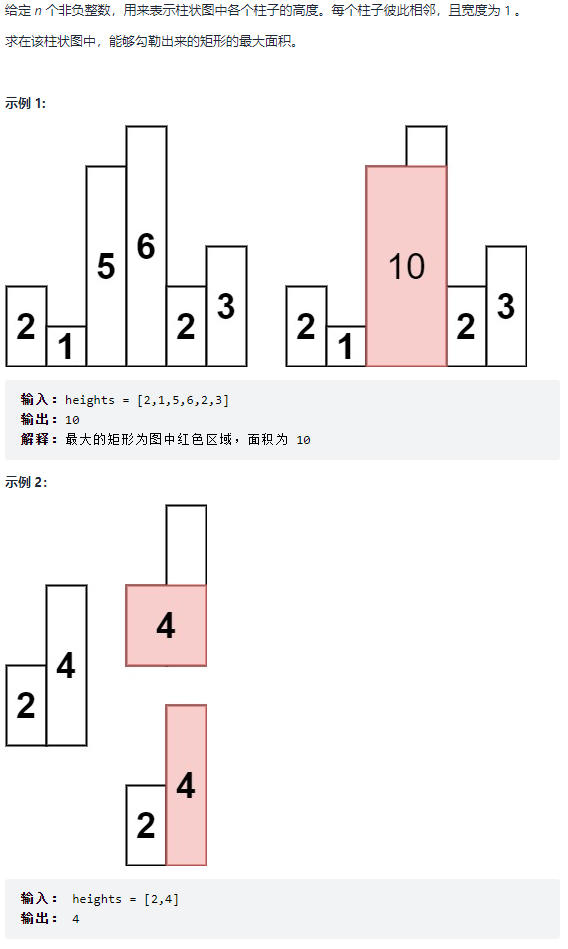 给定 n 个非负整数，用来表示柱状图中各个柱子的高度。每个柱子彼此相邻，且宽度为 1 。
求在该柱状图中，能够勾勒出来的矩形的最大面积。
示例 1:
2 1 5 6 2 3
2 1 10 2 3
输入：heights = [2,1,5,6,2,3]
输出：10
解释：最大的矩形为图中红色区域，面积为 10
示例 2：
2 4
4
2 4
输入： heights = [2,4]
输出： 4